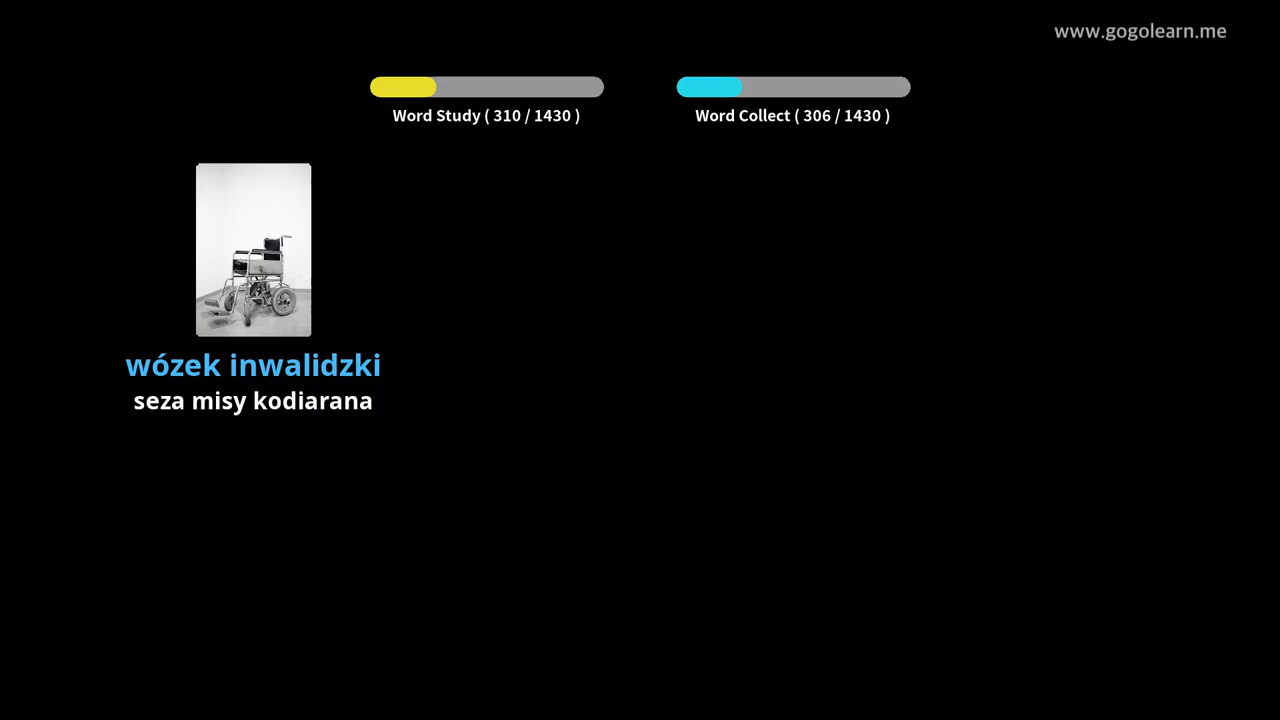 www.gogolearn.me
Word Study ( 310 / 1430 )
Word Collect ( 306 / 1430 )
wózek inwalidzki
seza misy kodiarana